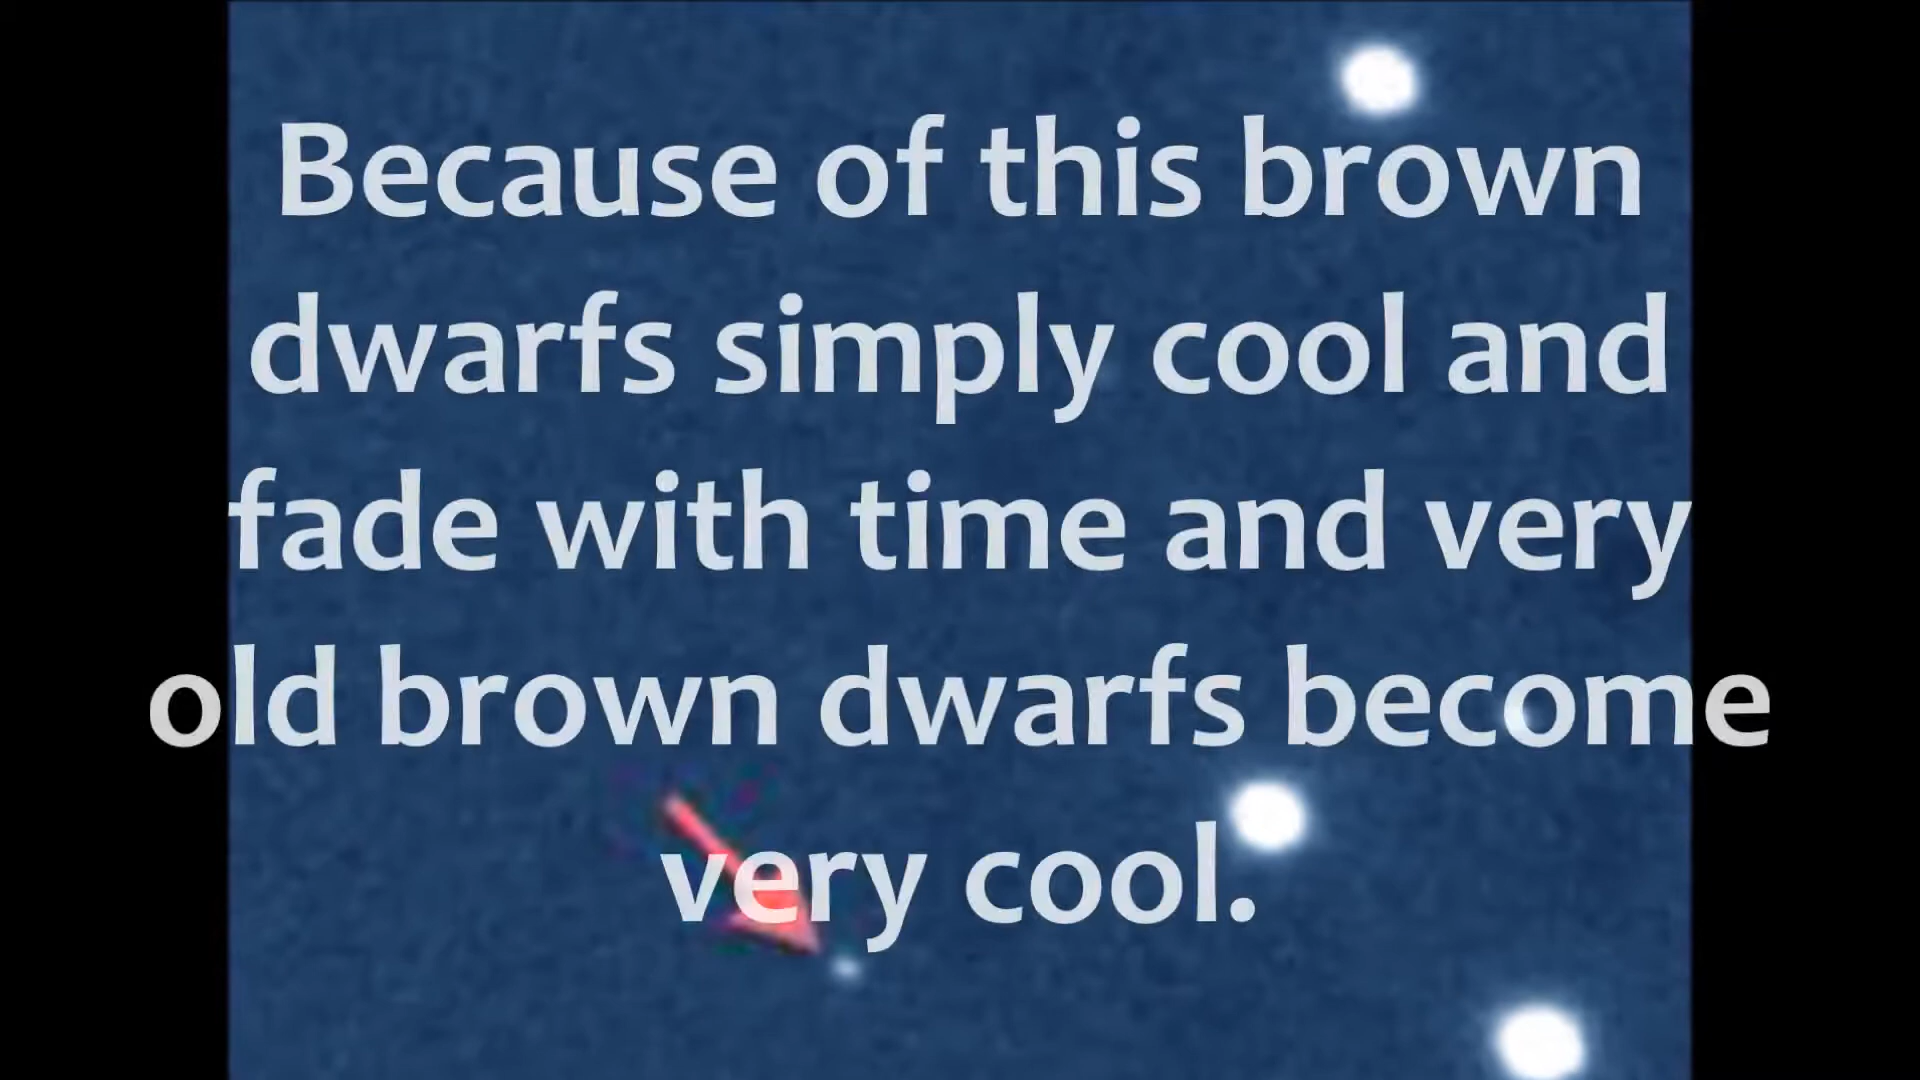 Because of this brown
dwarfs simply cool and
fade with time and very
old brown dwarfs become
very cool.